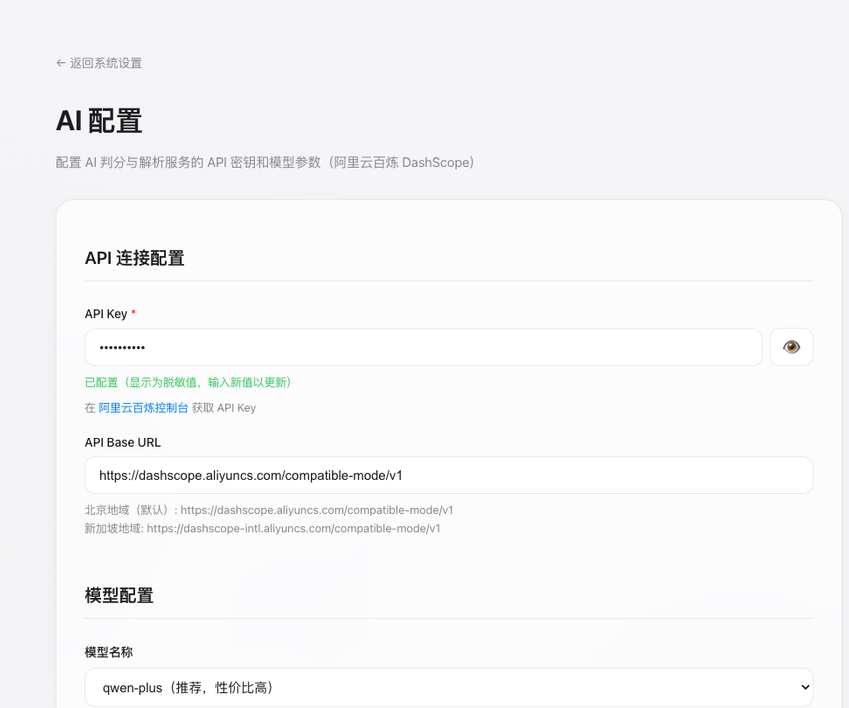 ← 返回系统设置
AI 配置
配置 AI 判分与解析服务的 API 密钥和模型参数（阿里云百炼 DashScope）
API 连接配置
API Key *
••••••••••
已配置（显示为脱敏值，输入新值以更新）
在 阿里云百炼控制台 获取 API Key
API Base URL
https://dashscope.aliyuncs.com/compatible-mode/v1
北京地域（默认）: https://dashscope.aliyuncs.com/compatible-mode/v1
新加坡地域: https://dashscope-intl.aliyuncs.com/compatible-mode/v1
模型配置
模型名称
qwen-plus（推荐，性价比高）